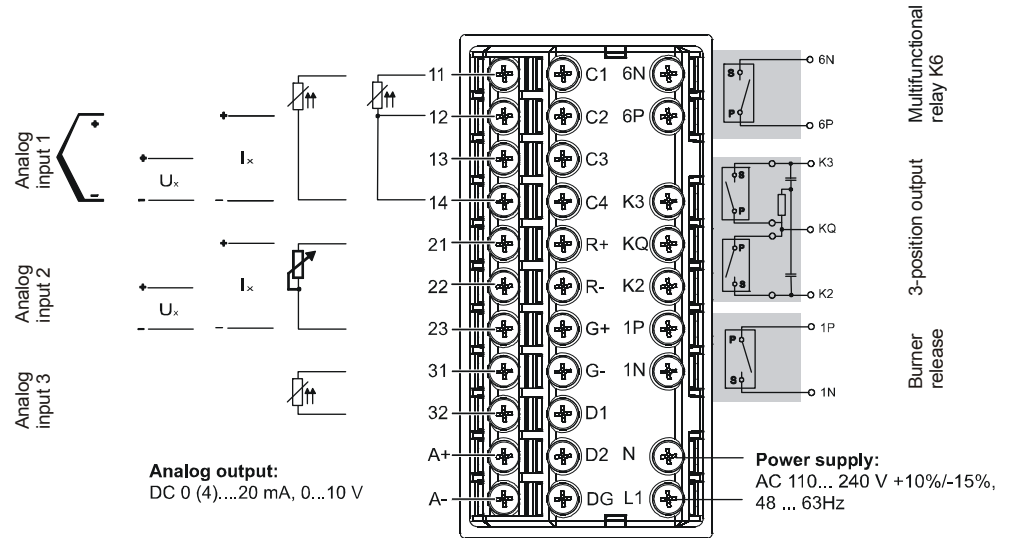 Analog
input 1
+
-
+
Ux
-
+
Ix
-
Analog
input 2
+
Ux
-
+
Ix
-
Analog
input 3
11
12
13
14
21
22
23
31
32
A+
A-
C1
C2
C3
C4
R+
R-
G+
G-
D1
D2
DG
6N
6P
K3
KQ
K2
1P
1N
N
L1
S
P
6N
6P
Multifunctional
relay K6
S
P
P
S
K3
KQ
K2
3-position output
P
S
1P
1N
Burner
release
Analog output:
DC 0 (4)....20 mA, 0...10 V
Power supply:
AC 110... 240 V +10%/-15%,
48 ... 63Hz